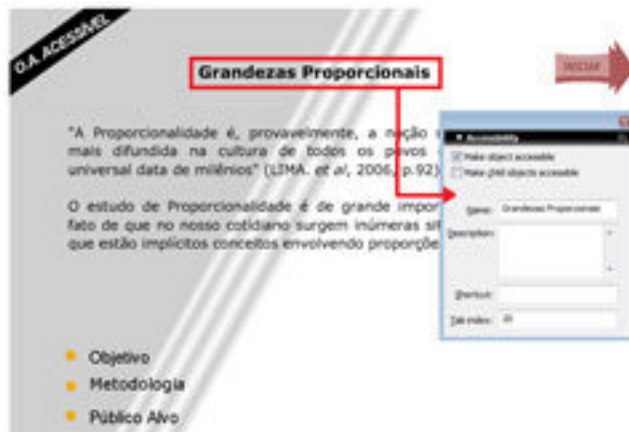 O.A. ACESSÍVEL
Grandezas Proporcionais
INICIAR
"A Proporcionalidade é, provavelmente, a noção
mais difundida na cultura de todos os povos
universal data de milênios" (LIMA. et al, 2006, p.92)
O estudo de Proporcionalidade é de grande impor
fato de que no nosso cotidiano surgem inúmeras sit
que estão implícitos conceitos envolvendo proporçõe
Accessibility
Make object accessible
Make child objects accessible
Name: Grandezas Proporcionais
Description:
Shortcut:
Tab index:
Objetivo
Metodologia
Público Alvo